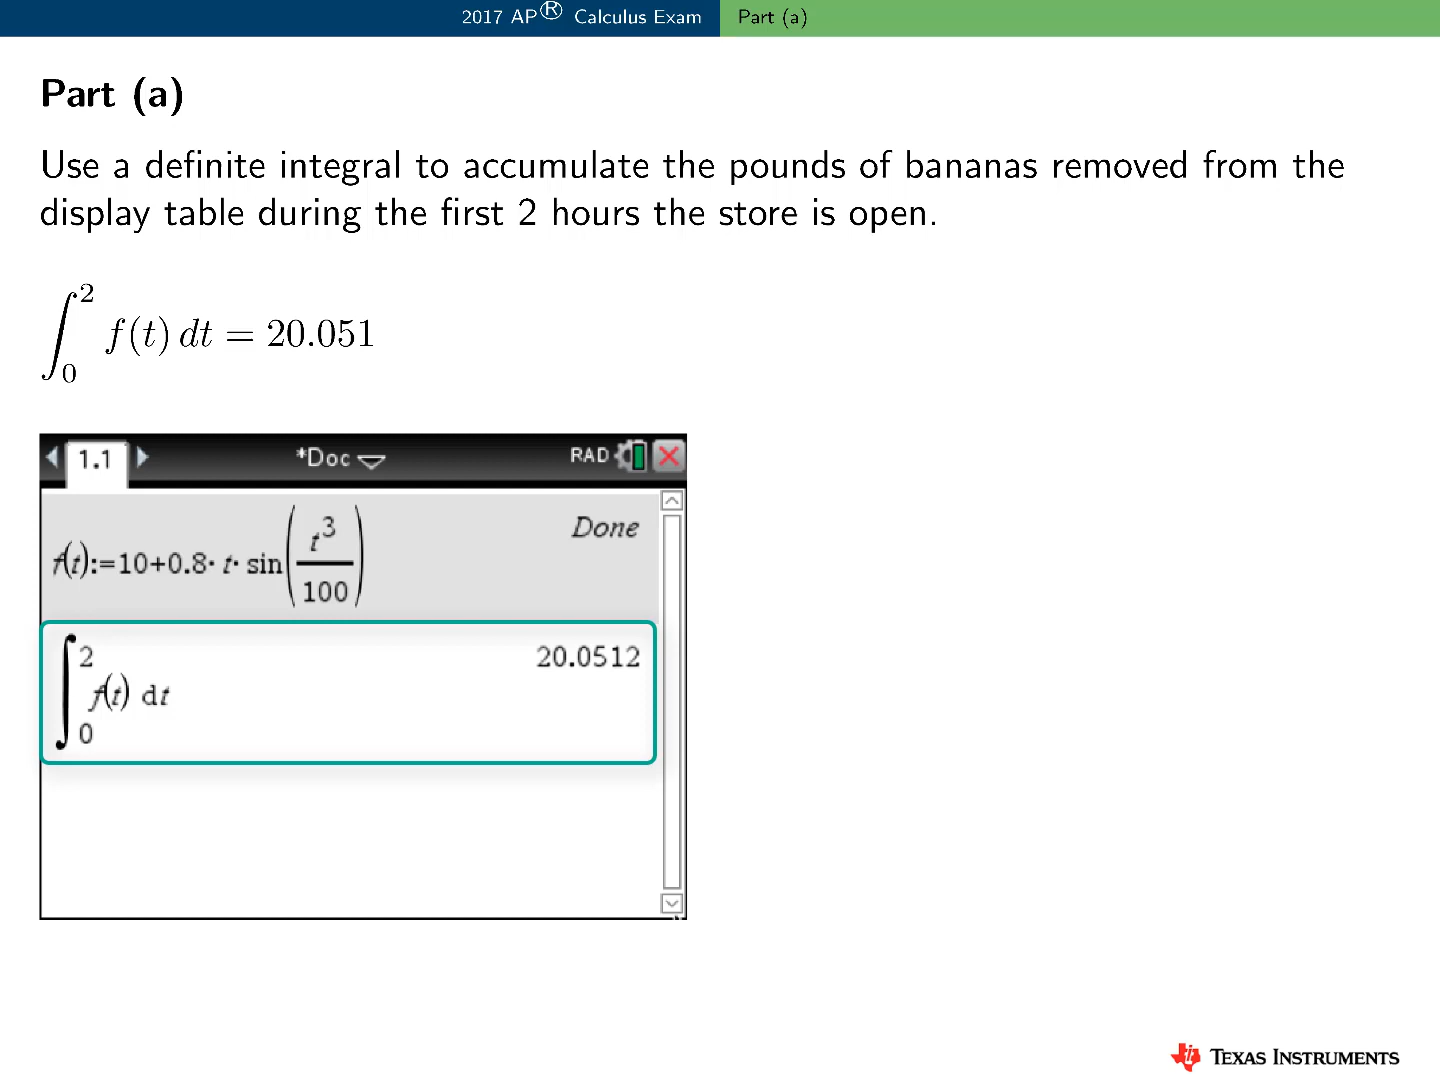 2017 AP® Calculus Exam Part (a)
Part (a)
Use a definite integral to accumulate the pounds of bananas removed from the
display table during the first 2 hours the store is open.
∫₀² f(t) dt = 20.051
1.1 *Doc RAD
f(t):=10+0.8·t·sin(t³/100) Done
∫₀² f(t) dt 20.0512
TEXAS INSTRUMENTS